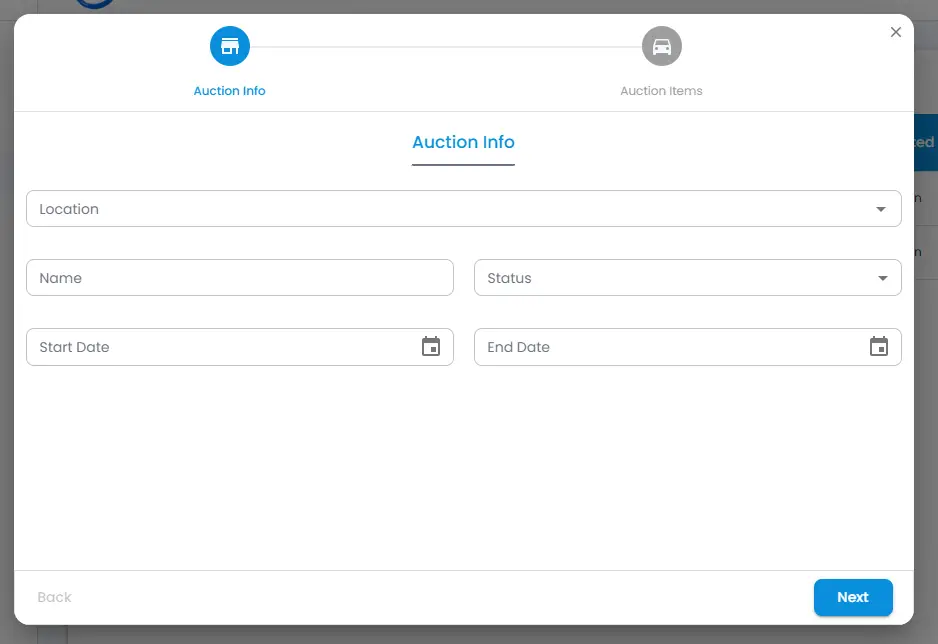 Auction Info
Auction Items
Auction Info
Location
Name
Status
Start Date
End Date
Back
Next